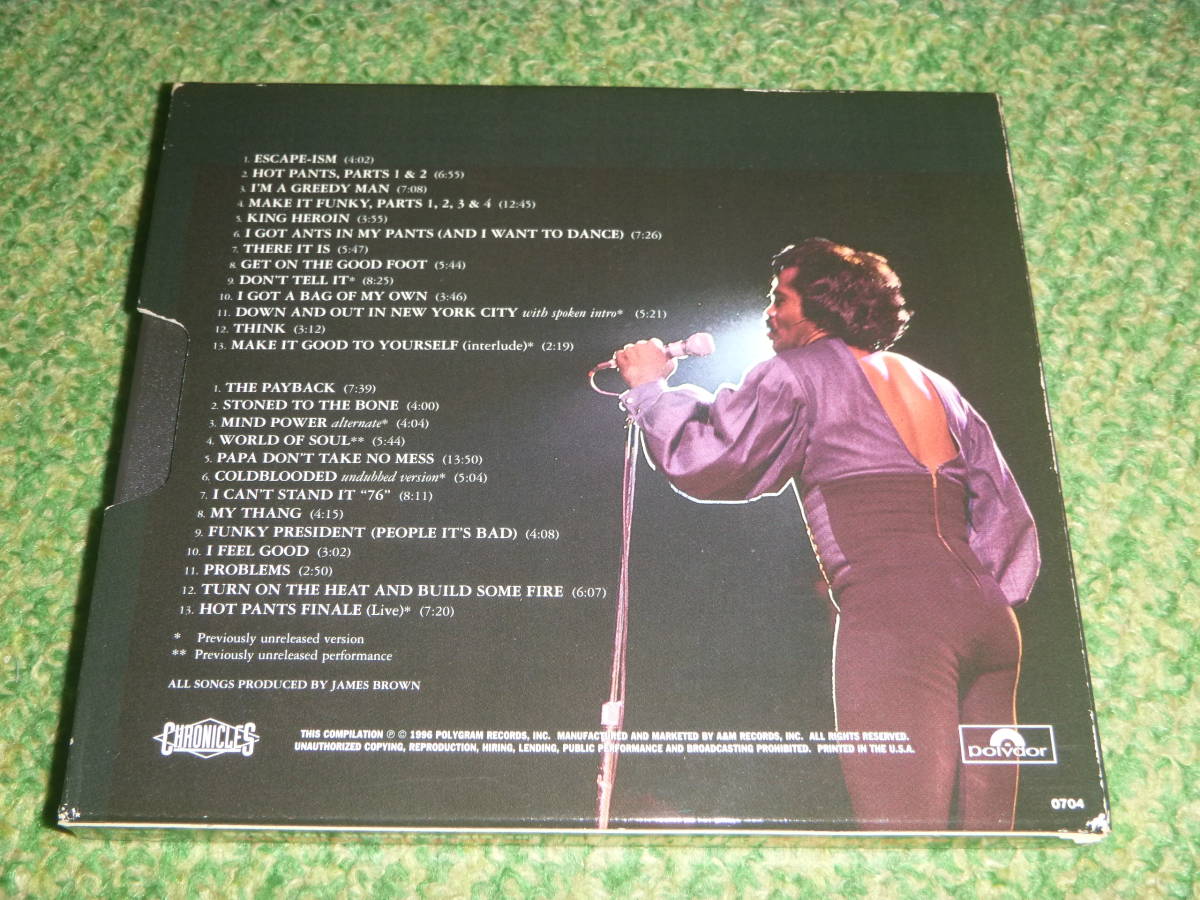 1. ESCAPE-ISM (4:02)
2. HOT PANTS, PARTS 1 & 2 (6:55)
3. I'M A GREEDY MAN (7:08)
4. MAKE IT FUNKY, PARTS 1, 2, 3 & 4 (12:45)
5. KING HEROIN (3:55)
6. I GOT ANTS IN MY PANTS (AND I WANT TO DANCE) (7:26)
7. THERE IT IS (5:47)
8. GET ON THE GOOD FOOT (5:44)
9. DON'T TELL IT* (8:25)
10. I GOT A BAG OF MY OWN (3:46)
11. DOWN AND OUT IN NEW YORK CITY with spoken intro* (5:21)
12. THINK (3:12)
13. MAKE IT GOOD TO YOURSELF (interlude)* (2:19)
1. THE PAYBACK (7:39)
2. STONED TO THE BONE (4:00)
3. MIND POWER alternate* (4:04)
4. WORLD OF SOUL** (5:44)
5. PAPA DON'T TAKE NO MESS (13:50)
6. COLDBLOODED undubbed version* (5:04)
7. I CAN'T STAND IT "76" (8:11)
8. MY THANG (4:15)
9. FUNKY PRESIDENT (PEOPLE IT'S BAD) (4:08)
10. I FEEL GOOD (3:02)
11. PROBLEMS (2:50)
12. TURN ON THE HEAT AND BUILD SOME FIRE (6:07)
13. HOT PANTS FINALE (Live)* (7:20)
* Previously unreleased version
** Previously unreleased performance
ALL SONGS PRODUCED BY JAMES BROWN
CHRONICLES
THIS COMPILATION ℗ © 1996 POLYGRAM RECORDS, INC. MANUFACTURED AND MARKETED BY A&M RECORDS, INC. ALL RIGHTS RESERVED.
UNAUTHORIZED COPYING, REPRODUCTION, HIRING, LENDING, PUBLIC PERFORMANCE AND BROADCASTING PROHIBITED. PRINTED IN THE U.S.A.
polydor
0704